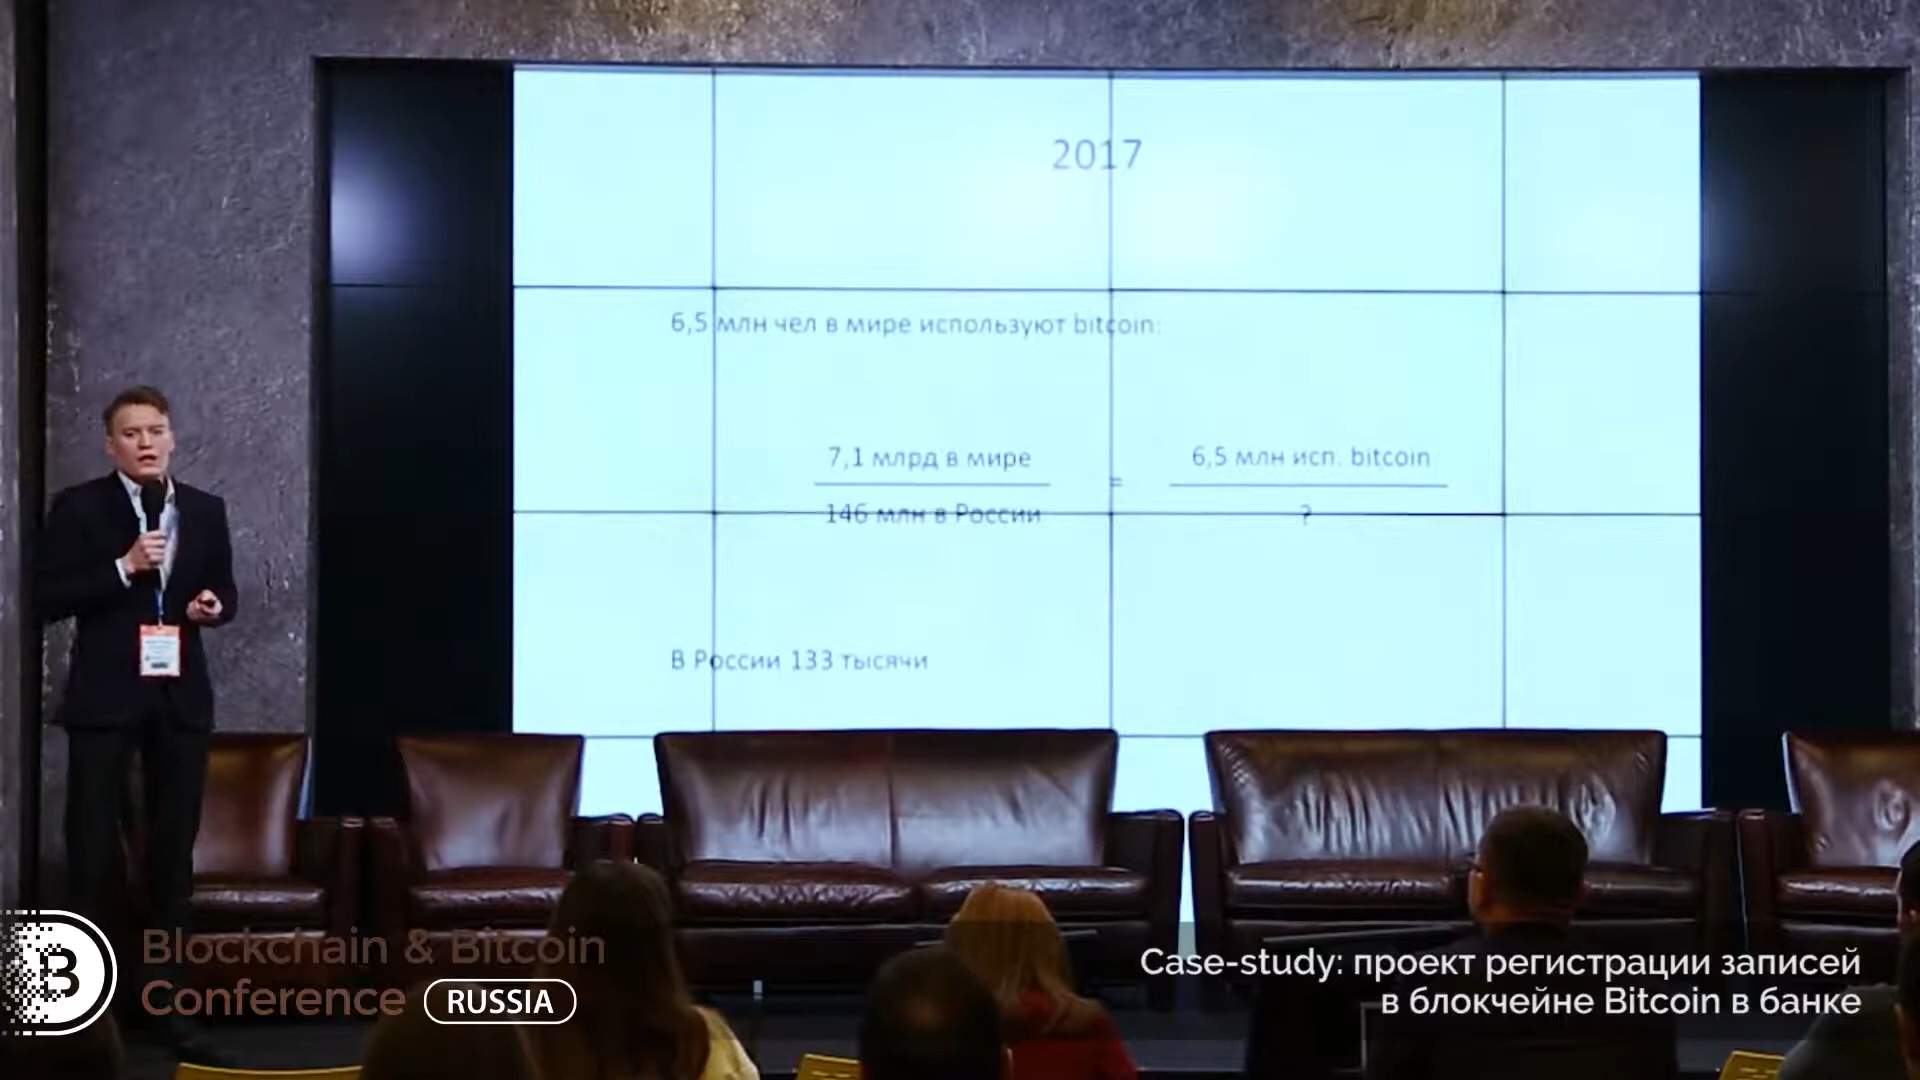 2017
6,5 млн чел в мире используют bitcoin:
7,1 млрд в мире
146 млн в России
=
6,5 млн исп. bitcoin
?
В России 133 тысячи
B
Blockchain & Bitcoin
Conference RUSSIA
Case-study: проект регистрации записей
в блокчейне Bitcoin в банке